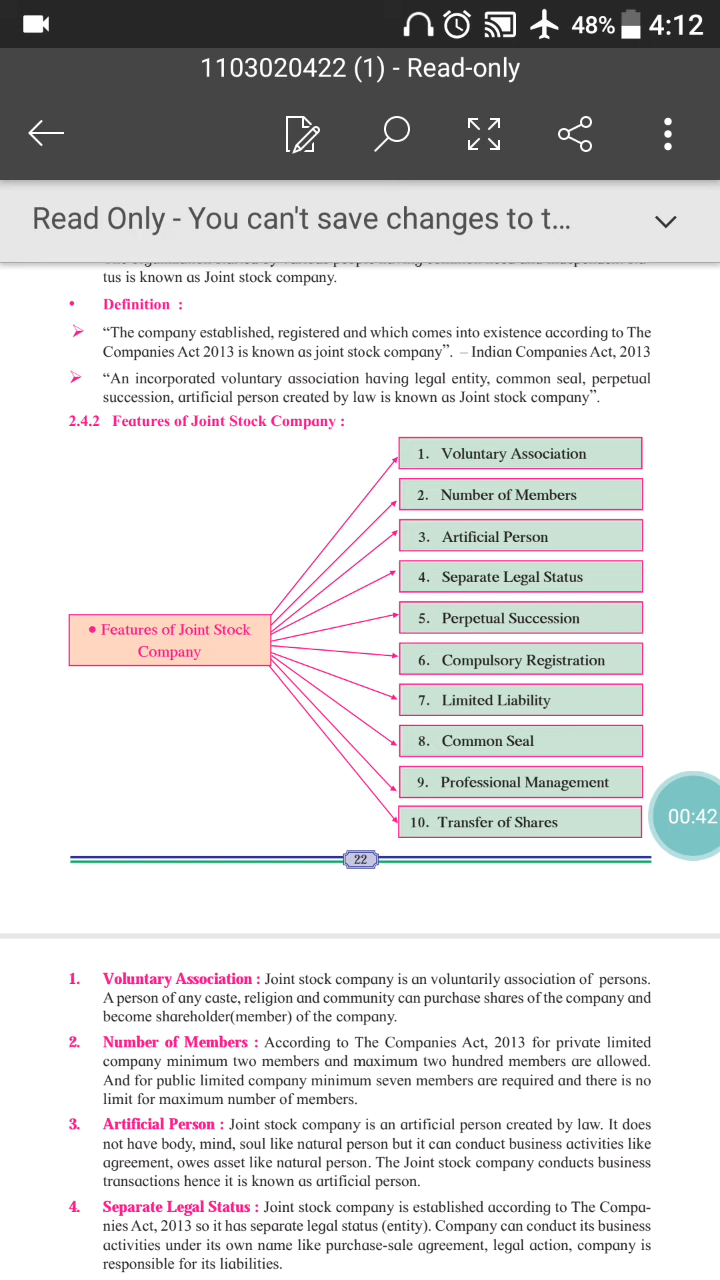 48% 4:12
1103020422 (1) - Read-only
Read Only - You can't save changes to t...
tus is known as Joint stock company.
• Definition :
➢ “The company established, registered and which comes into existence according to The
Companies Act 2013 is known as joint stock company”. – Indian Companies Act, 2013
➢ “An incorporated voluntary association having legal entity, common seal, perpetual
succession, artificial person created by law is known as Joint stock company”.
2.4.2 Features of Joint Stock Company :
• Features of Joint Stock
Company
1. Voluntary Association
2. Number of Members
3. Artificial Person
4. Separate Legal Status
5. Perpetual Succession
6. Compulsory Registration
7. Limited Liability
8. Common Seal
9. Professional Management
10. Transfer of Shares
00:42
22
1. Voluntary Association : Joint stock company is an voluntarily association of persons.
A person of any caste, religion and community can purchase shares of the company and
become shareholder(member) of the company.
2. Number of Members : According to The Companies Act, 2013 for private limited
company minimum two members and maximum two hundred members are allowed.
And for public limited company minimum seven members are required and there is no
limit for maximum number of members.
3. Artificial Person : Joint stock company is an artificial person created by law. It does
not have body, mind, soul like natural person but it can conduct business activities like
agreement, owes asset like natural person. The Joint stock company conducts business
transactions hence it is known as artificial person.
4. Separate Legal Status : Joint stock company is established according to The Compa-
nies Act, 2013 so it has separate legal status (entity). Company can conduct its business
activities under its own name like purchase-sale agreement, legal action, company is
responsible for its liabilities.